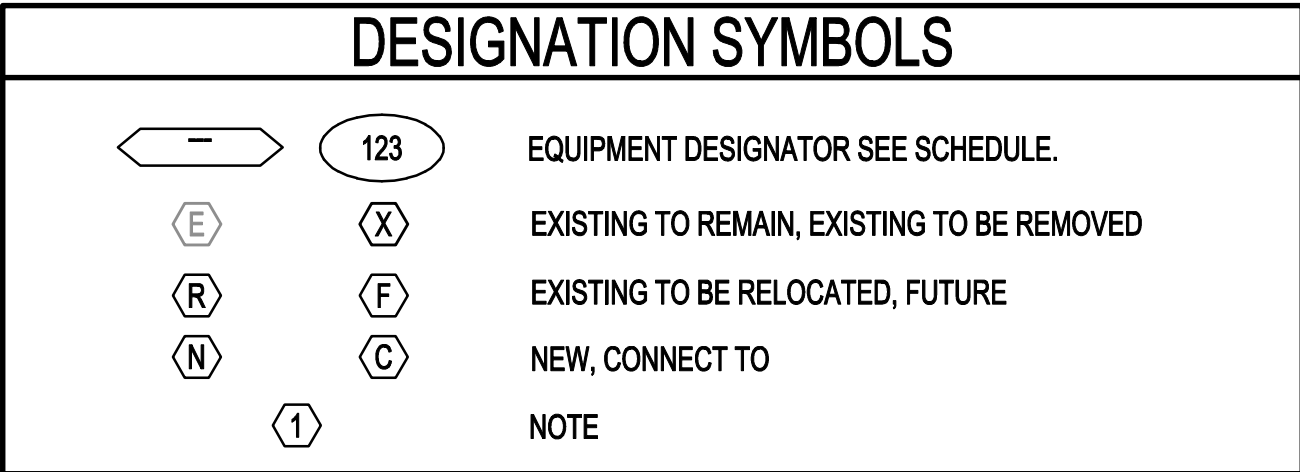 DESIGNATION SYMBOLS
--- 123 EQUIPMENT DESIGNATOR SEE SCHEDULE.
E X EXISTING TO REMAIN, EXISTING TO BE REMOVED
R F EXISTING TO BE RELOCATED, FUTURE
N C NEW, CONNECT TO
1 NOTE